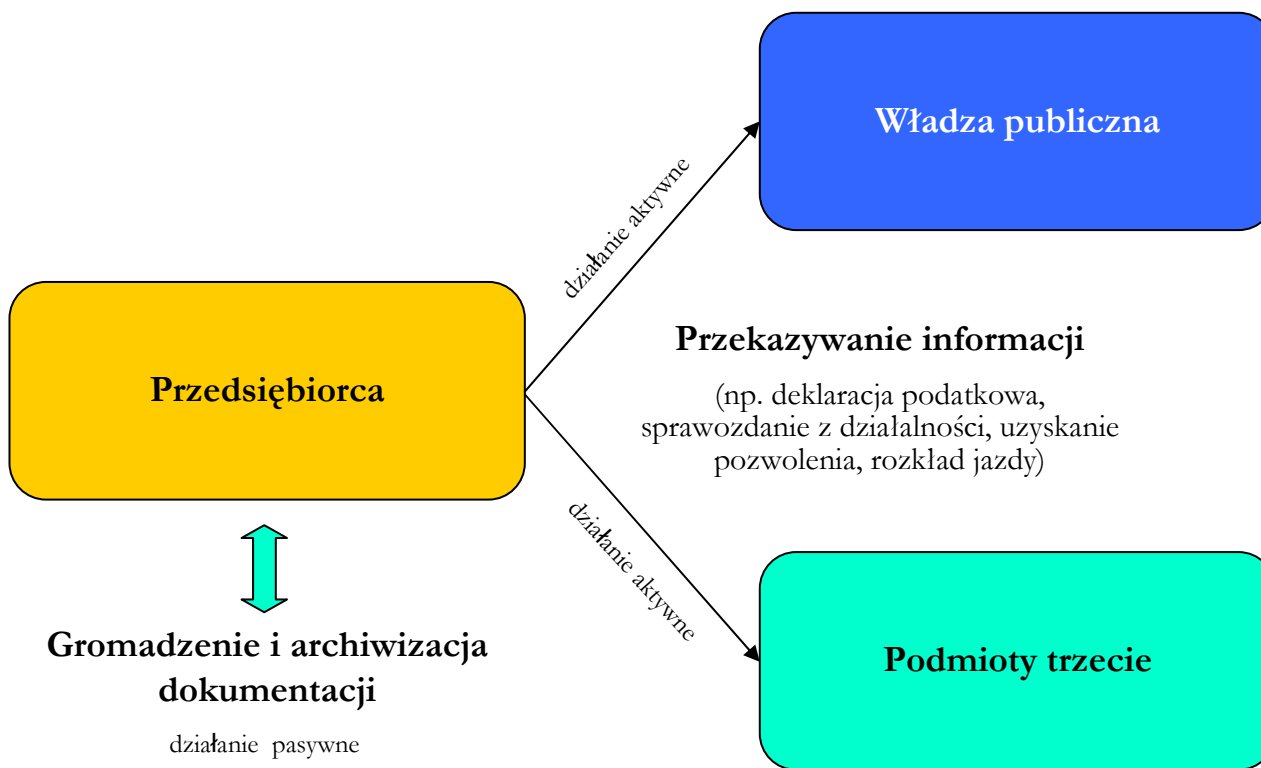 Władza publiczna
działanie aktywne
Przedsiębiorca
Przekazywanie informacji
(np. deklaracja podatkowa,
sprawozdanie z działalności, uzyskanie
pozwolenia, rozkład jazdy)
działanie aktywne
Gromadzenie i archiwizacja
dokumentacji
działanie pasywne
Podmioty trzecie